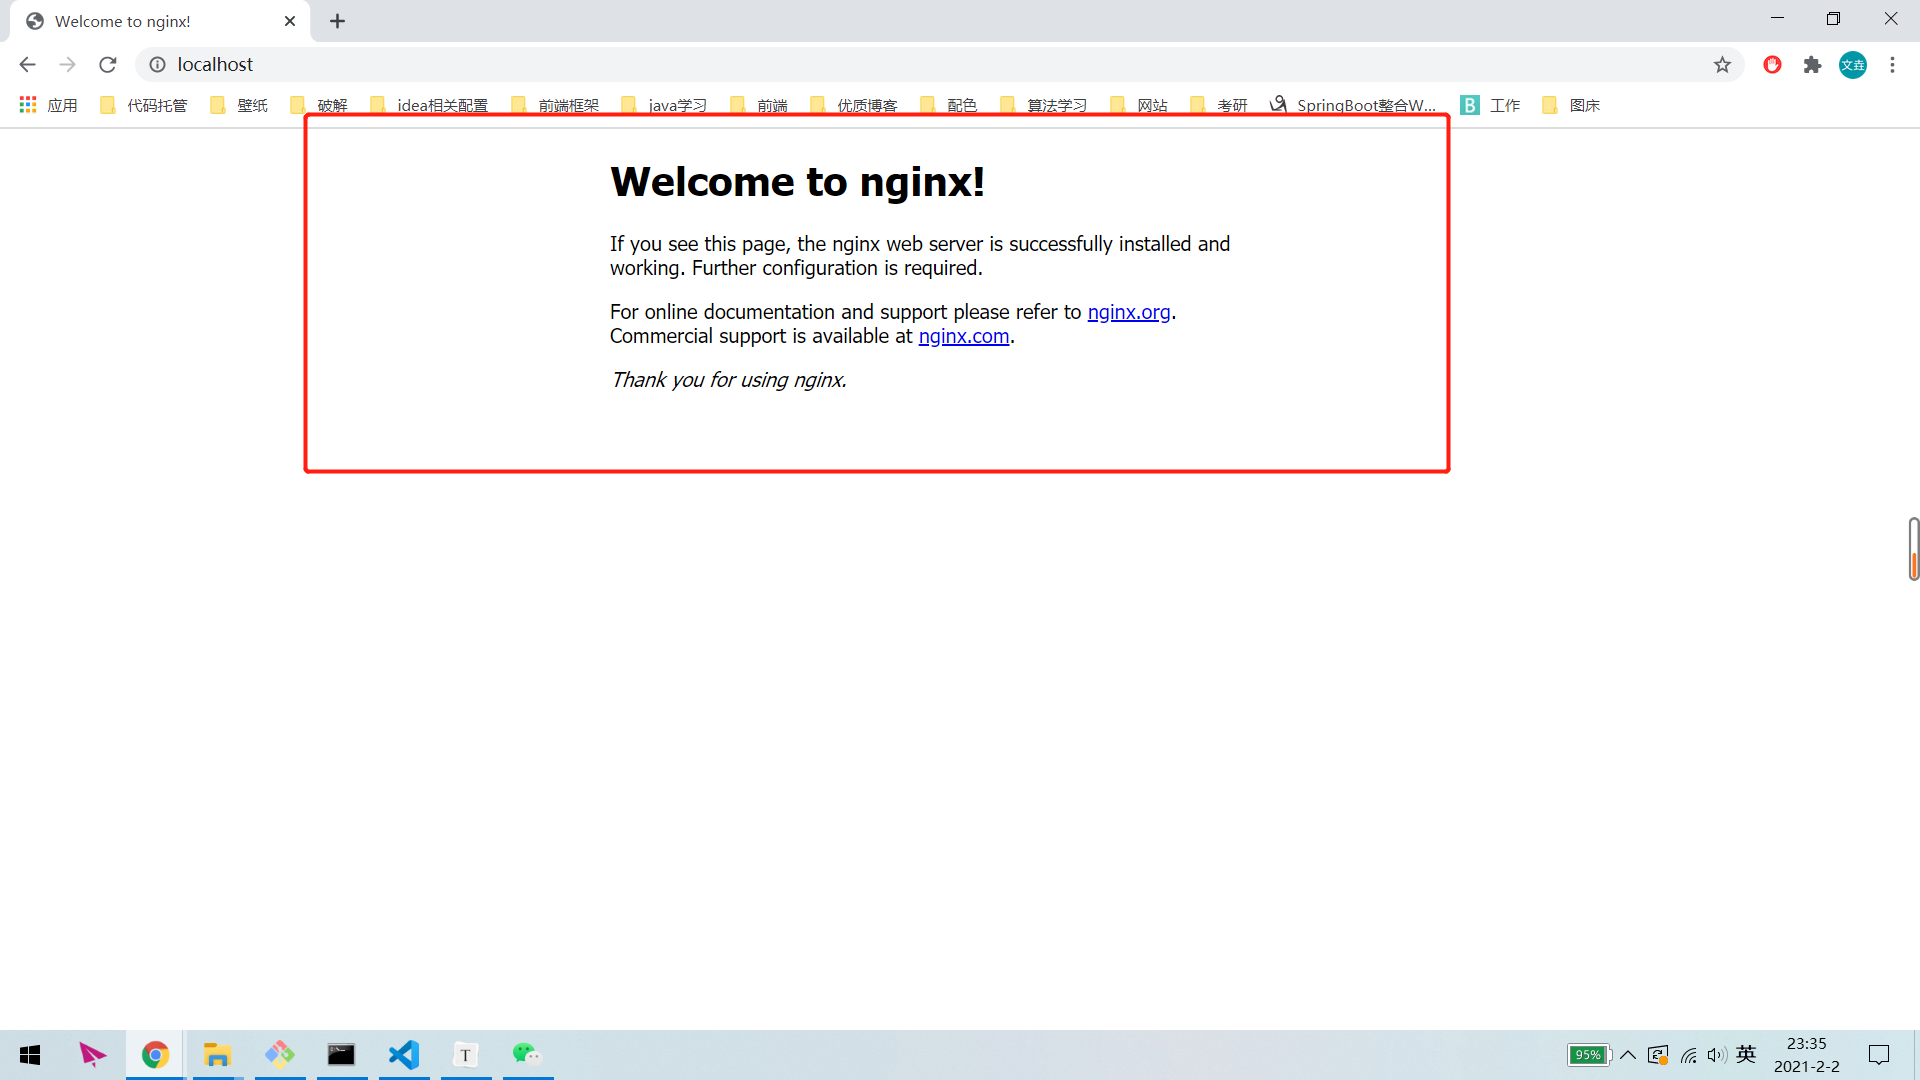 Welcome to nginx!
localhost
文垚
应用 代码托管 壁纸 破解 idea相关配置 前端框架 java学习 前端 优质博客 配色 算法学习 网站 考研 SpringBoot整合W... B 工作 图床
Welcome to nginx!
If you see this page, the nginx web server is successfully installed and
working. Further configuration is required.
For online documentation and support please refer to nginx.org.
Commercial support is available at nginx.com.
Thank you for using nginx.
T
95%
英
23:35
2021-2-2